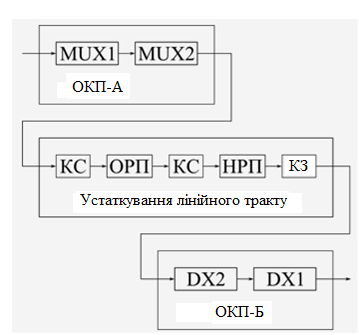 MUX1 MUX2
ОКП-А
КС ОРП КС НРП КЗ
Устаткування лінійного тракту
DX2 DX1
ОКП-Б